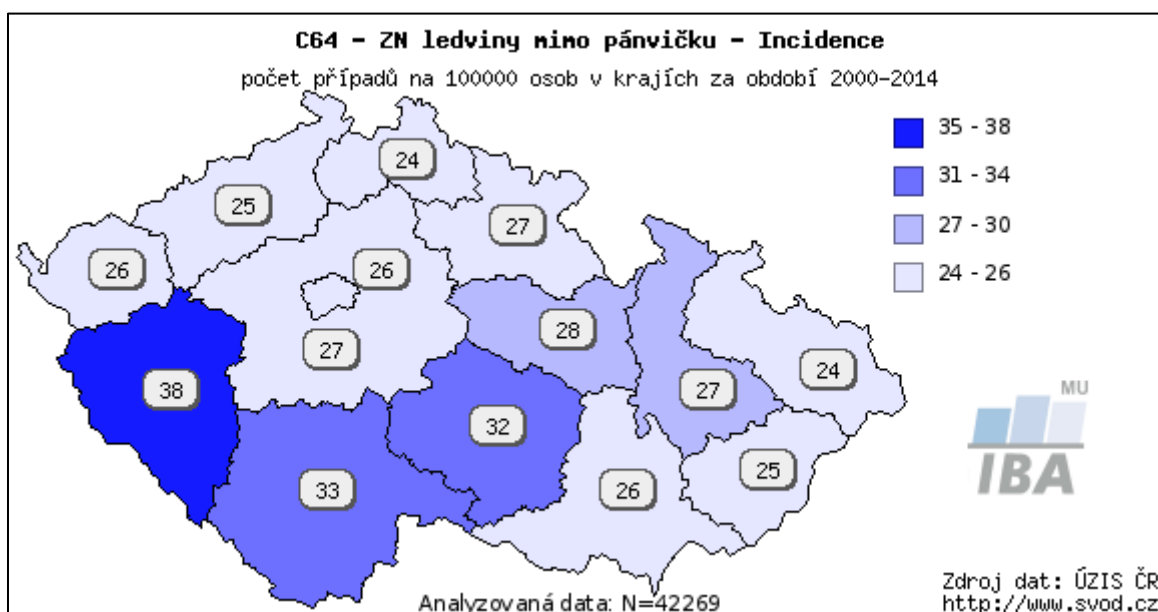 C64 - ZN ledviny mimo pánvičku - Incidence
počet případů na 100000 osob v krajích za období 2000-2014
35 - 38
31 - 34
27 - 30
24 - 26
24
25
27
26
26
28
27
24
38
27
32
25
33
26
MU
IBA
Analyzovaná data: N=42269
Zdroj dat: ÚZIS ČR
http://www.svod.cz